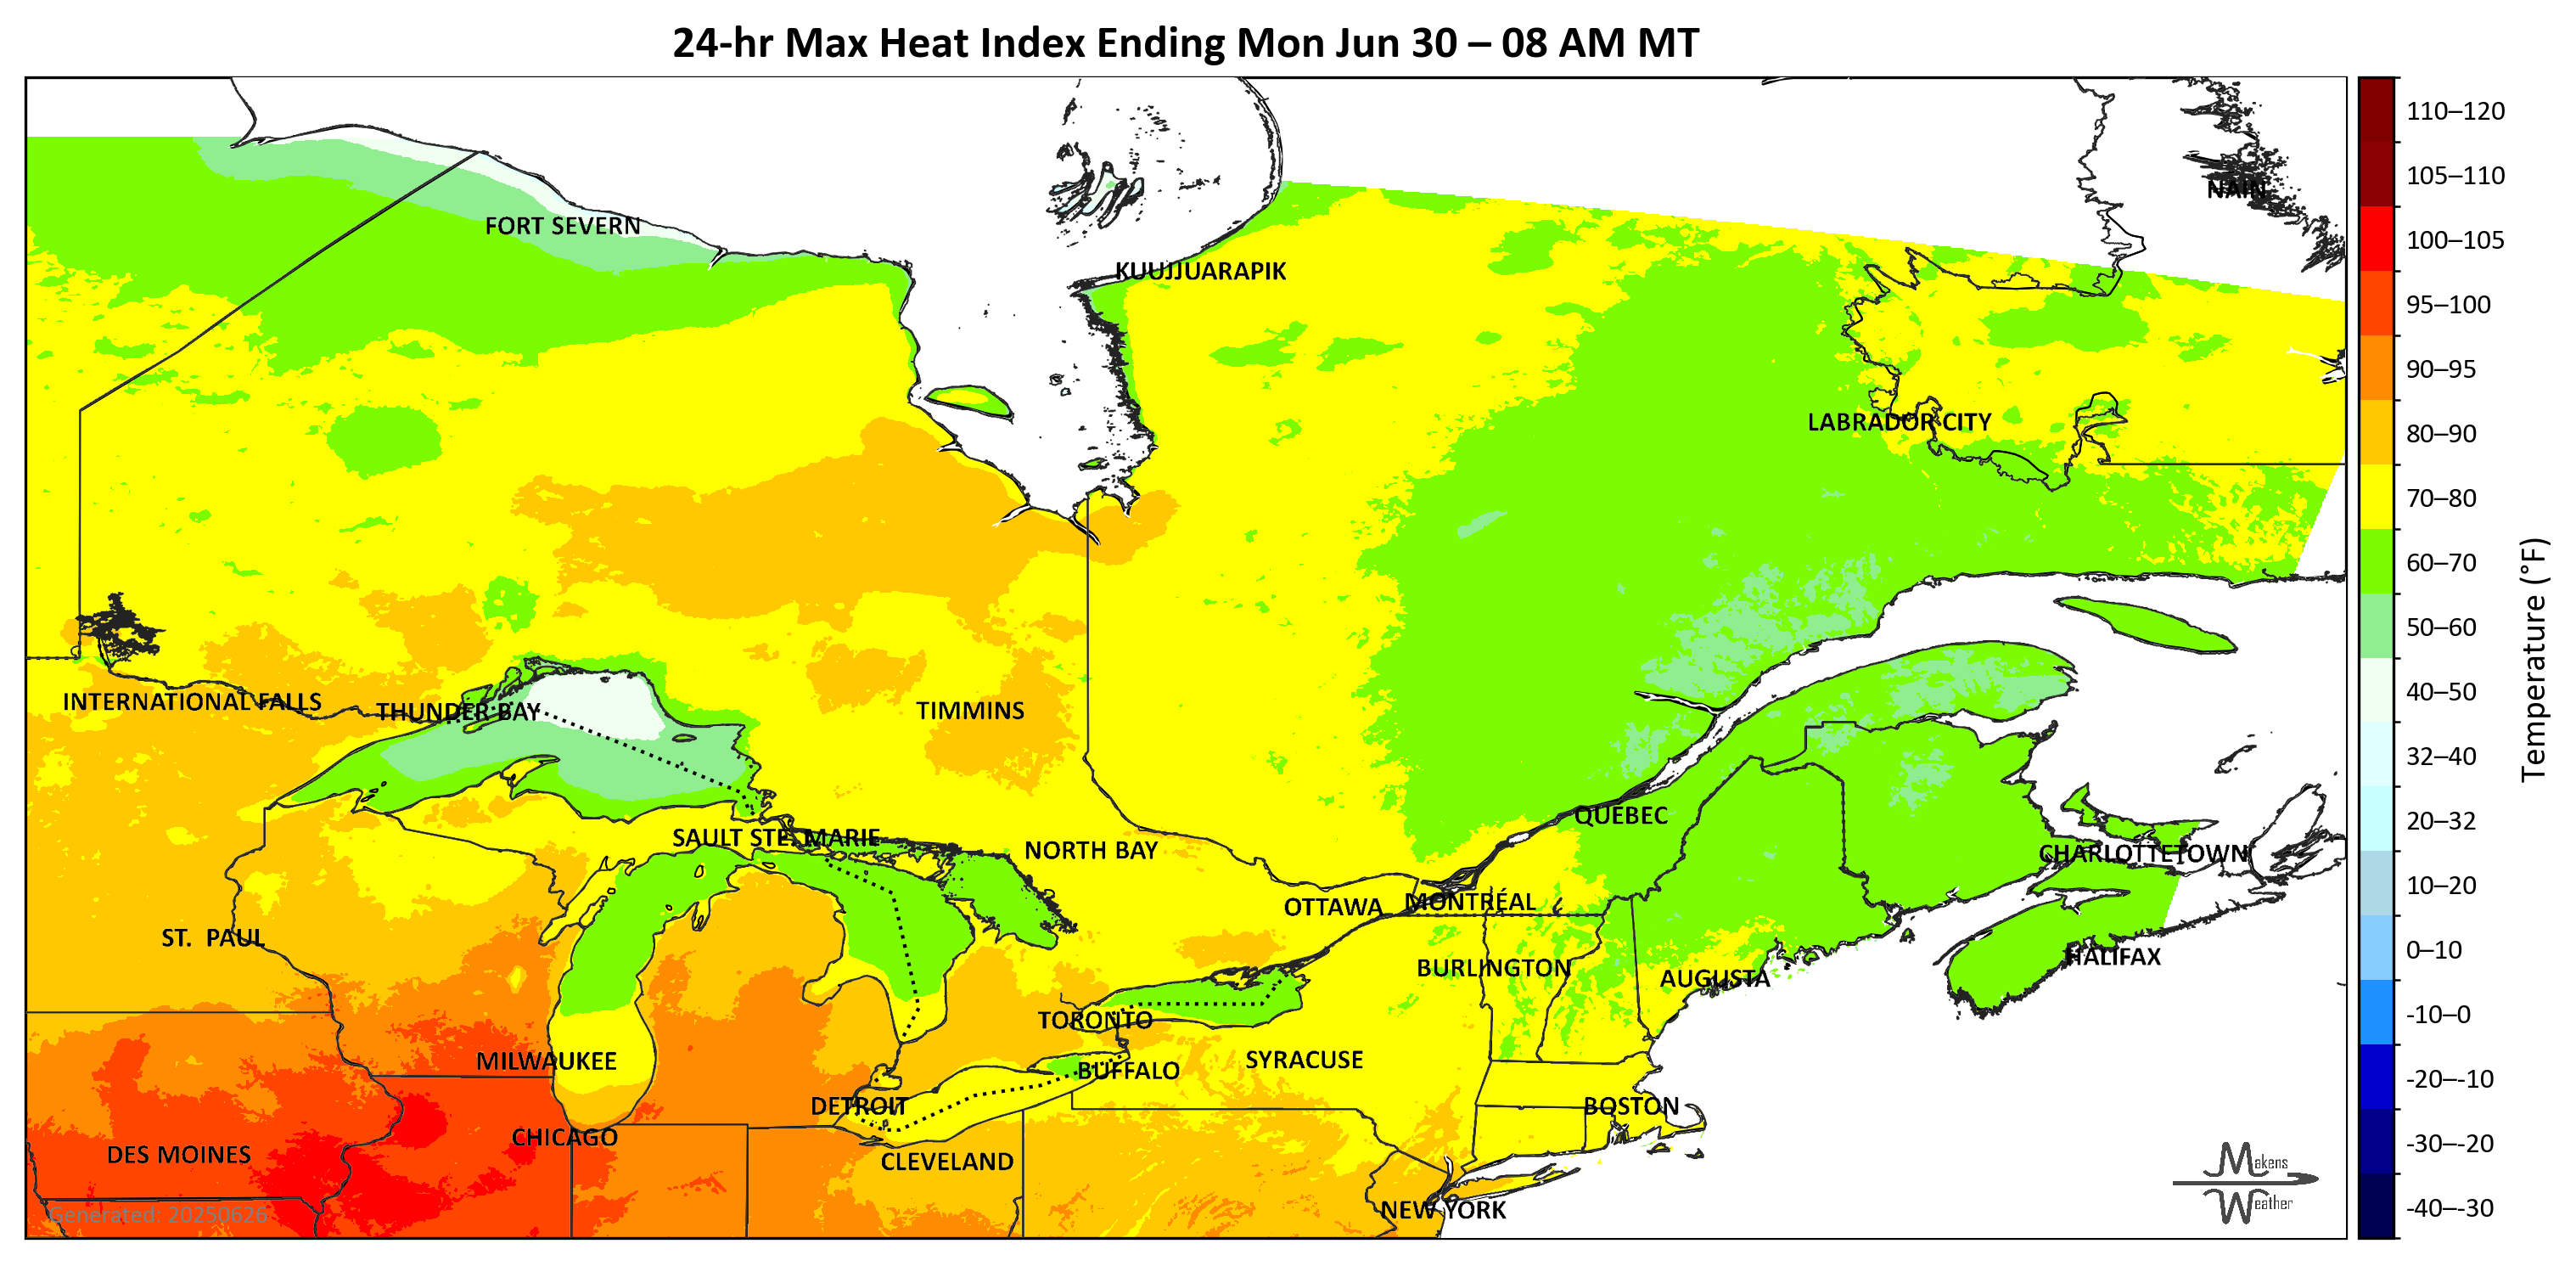 24-hr Max Heat Index Ending Mon Jun 30 – 08 AM MT
NAIN
FORT SEVERN
KUUJJUARAPIK
LABRADOR CITY
INTERNATIONAL FALLS
THUNDER BAY
TIMMINS
QUÉBEC
SAULT STE. MARIE
NORTH BAY
CHARLOTTETOWN
OTTAWA
MONTRÉAL
ST. PAUL
HALIFAX
BURLINGTON
AUGUSTA
TORONTO
MILWAUKEE
SYRACUSE
BUFFALO
DETROIT
BOSTON
CHICAGO
DES MOINES
CLEVELAND
NEW YORK
Generated: 20250626
Makens
Weather
110–120
105–110
100–105
95–100
90–95
80–90
70–80
60–70
50–60
40–50
32–40
20–32
10–20
0–10
-10–0
-20–-10
-30–-20
-40–-30
Temperature (°F)